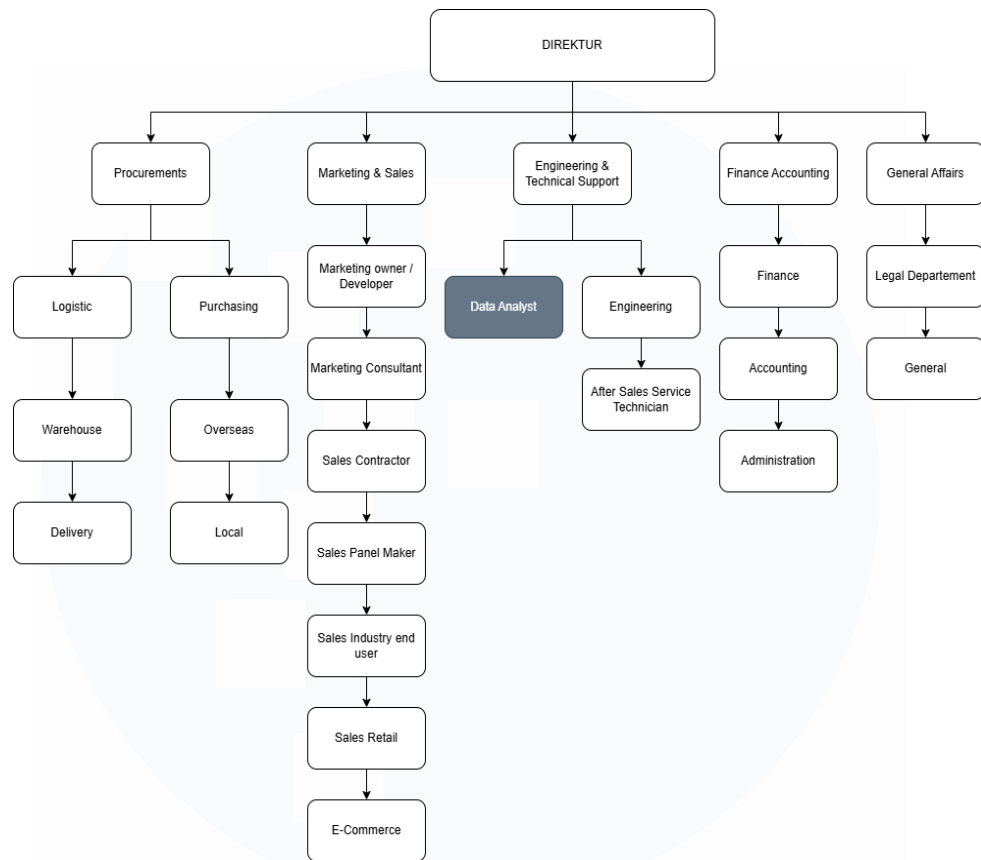 DIREKTUR
Procurements
Marketing & Sales
Engineering &
Technical Support
Finance Accounting
General Affairs
Marketing owner /
Developer
Logistic
Purchasing
Data Analyst
Engineering
Finance
Legal Departement
Marketing Consultant
After Sales Service
Technician
Accounting
General
Warehouse
Overseas
Sales Contractor
Administration
Delivery
Local
Sales Panel Maker
Sales Industry end
user
Sales Retail
E-Commerce